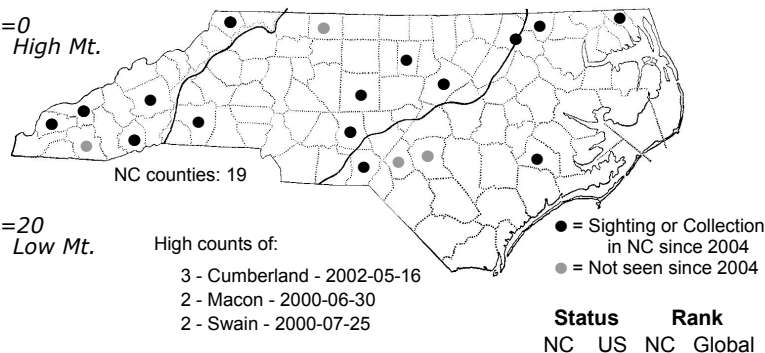 =0
High Mt.
NC counties: 19
=20
Low Mt.
High counts of:
3 - Cumberland - 2002-05-16
2 - Macon - 2000-06-30
2 - Swain - 2000-07-25
= Sighting or Collection
in NC since 2004
= Not seen since 2004
Status Rank
NC US NC Global